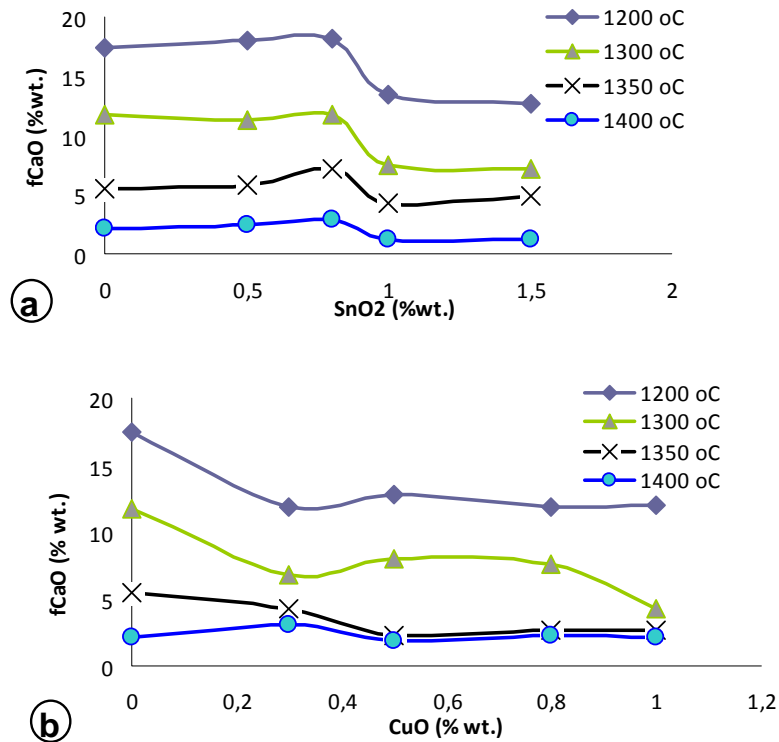 20
15
10
5
0
fCaO (%wt.)
1200 oC
1300 oC
1350 oC
1400 oC
0
0,5
1
1,5
2
SnO2 (%wt.)
a
20
15
10
5
0
fCaO (% wt.)
1200 oC
1300 oC
1350 oC
1400 oC
0
0,2
0,4
0,6
0,8
1
1,2
CuO (% wt.)
b